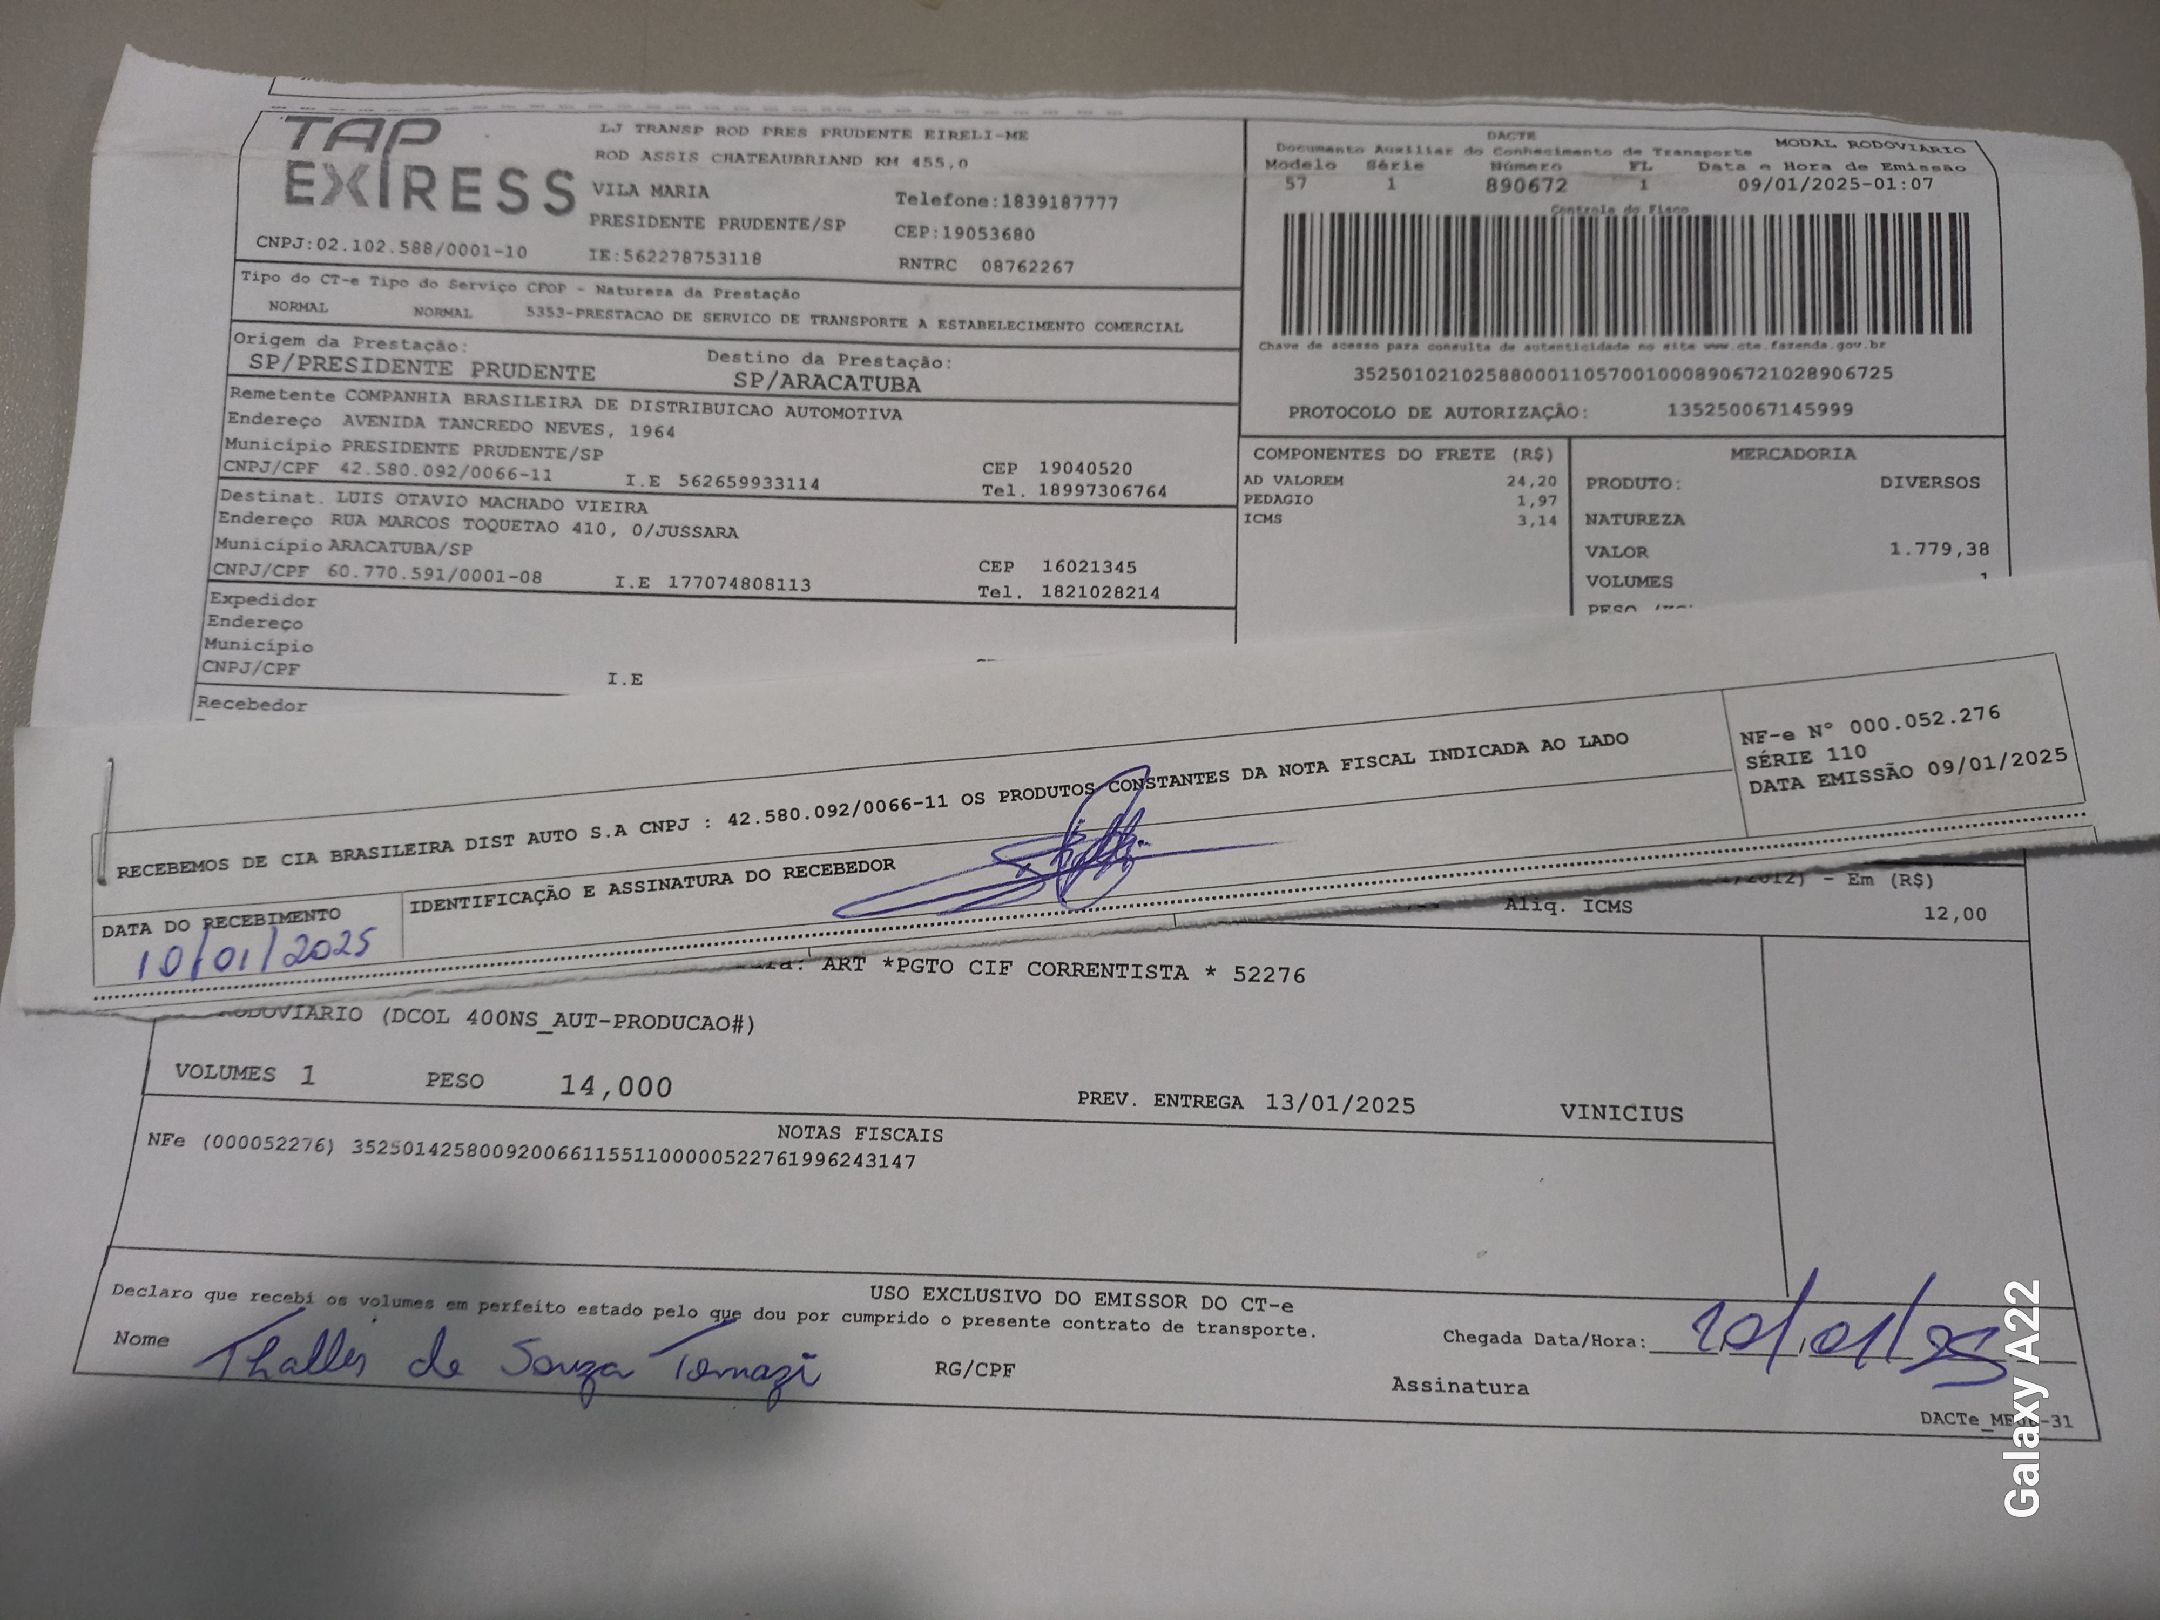 TAP
EXPRESS
LJ TRANSP ROD PRES PRUDENTE EIRELI-ME
ROD ASSIS CHATEAUBRIAND KM 455,0
VILA MARIA
Telefone:1839187777
PRESIDENTE PRUDENTE/SP
CEP:19053680
CNPJ:02.102.588/0001-10
IE:562278753118
RNTRC 08762267
DACTE
MODAL RODOVIÁRIO
Documento Auxiliar do Conhecimento de Transporte
Modelo Série Número FL Data e Hora de Emissão
57 1 890672 1 09/01/2025-01:07
Controle do Fisco
Tipo do CT-e Tipo do Serviço CFOP - Natureza da Prestação
NORMAL NORMAL 5353-PRESTACAO DE SERVICO DE TRANSPORTE A ESTABELECIMENTO COMERCIAL
Chave de acesso para consulta de autenticidade no site www.cte.fazenda.gov.br
35250102102588000110570010008906721028906725
PROTOCOLO DE AUTORIZAÇÃO: 135250067145999
Origem da Prestação: Destino da Prestação:
SP/PRESIDENTE PRUDENTE SP/ARACATUBA
Remetente COMPANHIA BRASILEIRA DE DISTRIBUICAO AUTOMOTIVA
Endereço AVENIDA TANCREDO NEVES, 1964
Município PRESIDENTE PRUDENTE/SP CEP 19040520
CNPJ/CPF 42.580.092/0066-11 I.E 562659933114 Tel. 18997306764
Destinat. LUIS OTAVIO MACHADO VIEIRA
Endereço RUA MARCOS TOQUETAO 410, 0/JUSSARA
Município ARACATUBA/SP CEP 16021345
CNPJ/CPF 60.770.591/0001-08 I.E 177074808113 Tel. 1821028214
Expedidor
Endereço
Município
CNPJ/CPF I.E
Recebedor
COMPONENTES DO FRETE (R$)
AD VALOREM 24,20
PEDAGIO 1,97
ICMS 3,14
MERCADORIA
PRODUTO: DIVERSOS
NATUREZA
VALOR 1.779,38
VOLUMES 1
RECEBEMOS DE CIA BRASILEIRA DIST AUTO S.A CNPJ : 42.580.092/0066-11 OS PRODUTOS CONSTANTES DA NOTA FISCAL INDICADA AO LADO
NF-e Nº 000.052.276
SÉRIE 110
DATA EMISSÃO 09/01/2025
DATA DO RECEBIMENTO
10/01/2025
IDENTIFICAÇÃO E ASSINATURA DO RECEBEDOR
- Em (R$)
Aliq. ICMS 12,00
ART *PGTO CIF CORRENTISTA * 52276
(DCOL 400NS_AUT-PRODUCAO#)
VOLUMES 1 PESO 14,000 PREV. ENTREGA 13/01/2025 VINICIUS
NOTAS FISCAIS
NFe (000052276) 35250142580092006611551100000522761996243147
USO EXCLUSIVO DO EMISSOR DO CT-e
Declaro que recebi os volumes em perfeito estado pelo que dou por cumprido o presente contrato de transporte.
Nome Thalles de Souza Tomazi RG/CPF
Chegada Data/Hora: 10/01/25
Assinatura
Galaxy A22